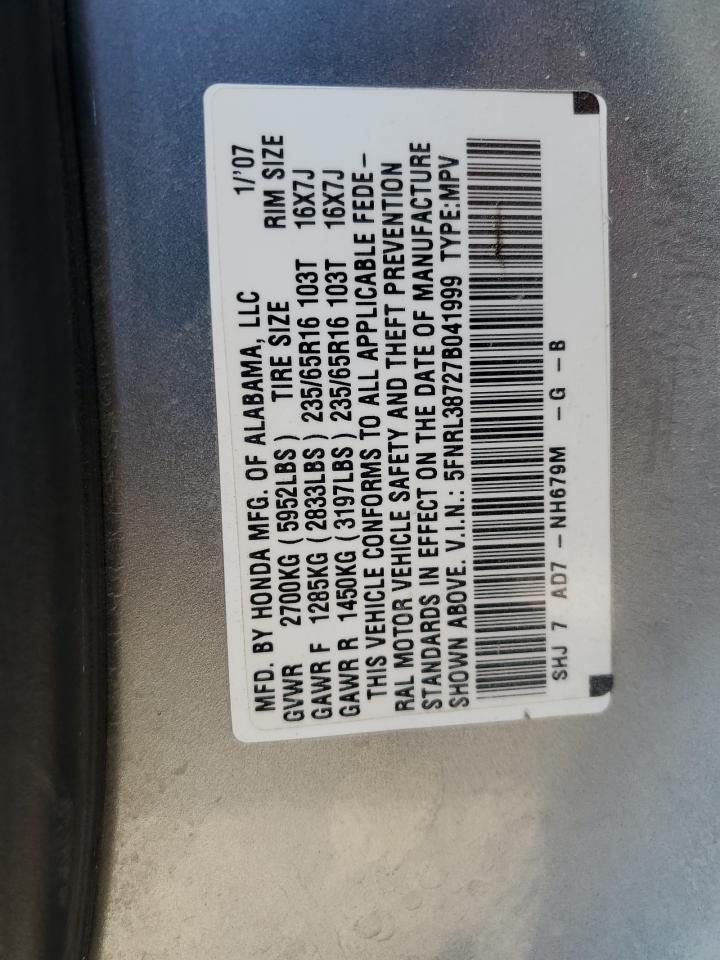 MFD. BY HONDA MFG. OF ALABAMA, LLC 1/'07
GVWR 2700KG (5952LBS) TIRE SIZE RIM SIZE
GAWR F 1285KG (2833LBS) 235/65R16 103T 16X7J
GAWR R 1450KG (3197LBS) 235/65R16 103T 16X7J
THIS VEHICLE CONFORMS TO ALL APPLICABLE FEDE-
RAL MOTOR VEHICLE SAFETY AND THEFT PREVENTION
STANDARDS IN EFFECT ON THE DATE OF MANUFACTURE
SHOWN ABOVE. V.I.N.: 5FNRL38727B041999 TYPE:MPV
SHJ 7 AD7 -NH679M -G -B